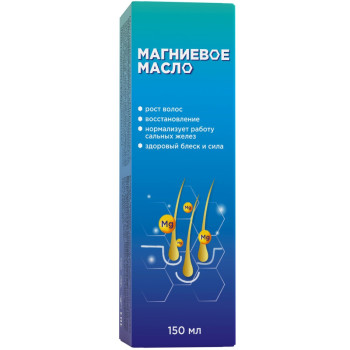 МАГНИЕВОЕ
МАСЛО
рост волос
восстановление
нормализует работу
сальных желез
здоровый блеск и сила
Mg
Mg
Mg
150 мл